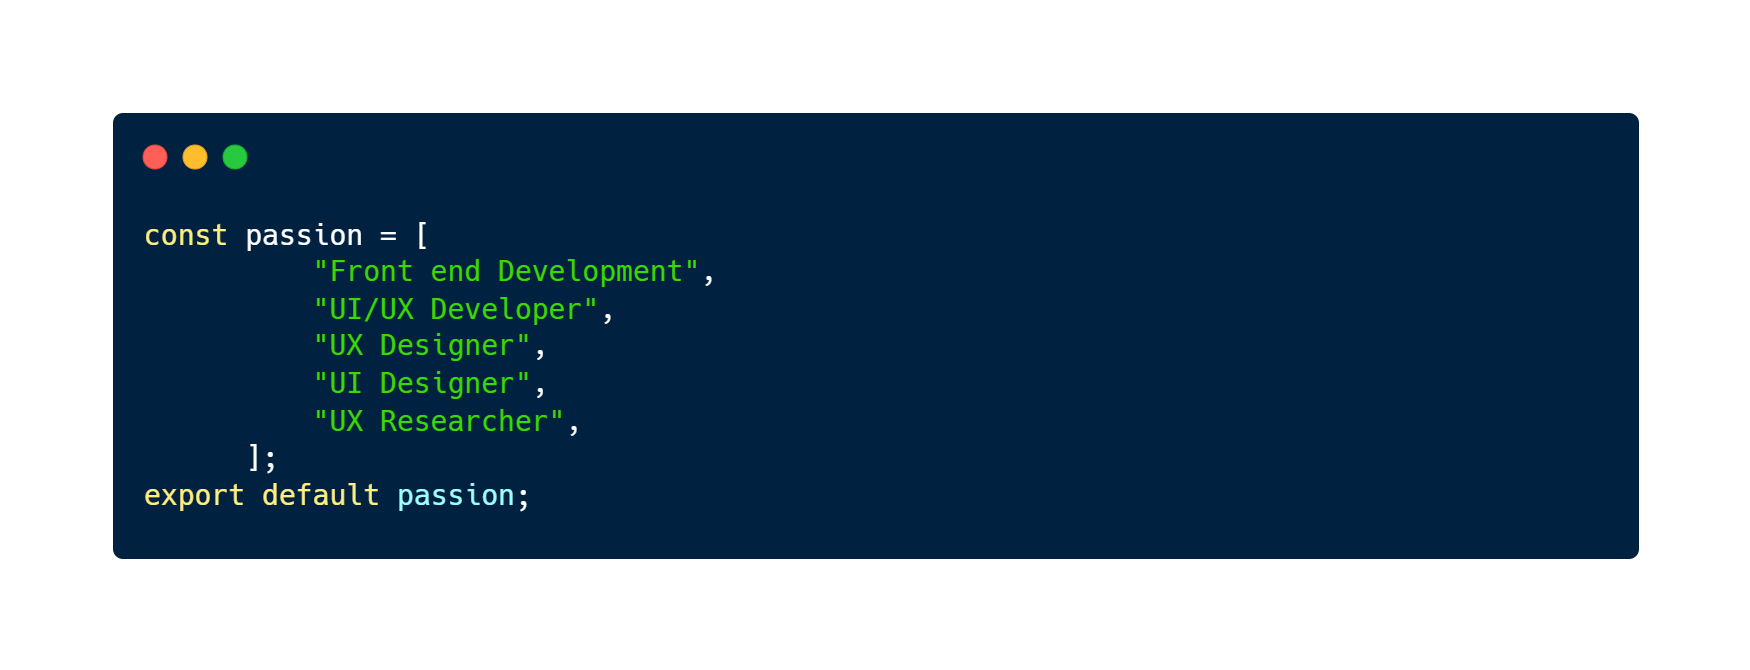 const passion = [
"Front end Development",
"UI/UX Developer",
"UX Designer",
"UI Designer",
"UX Researcher",
];
export default passion;